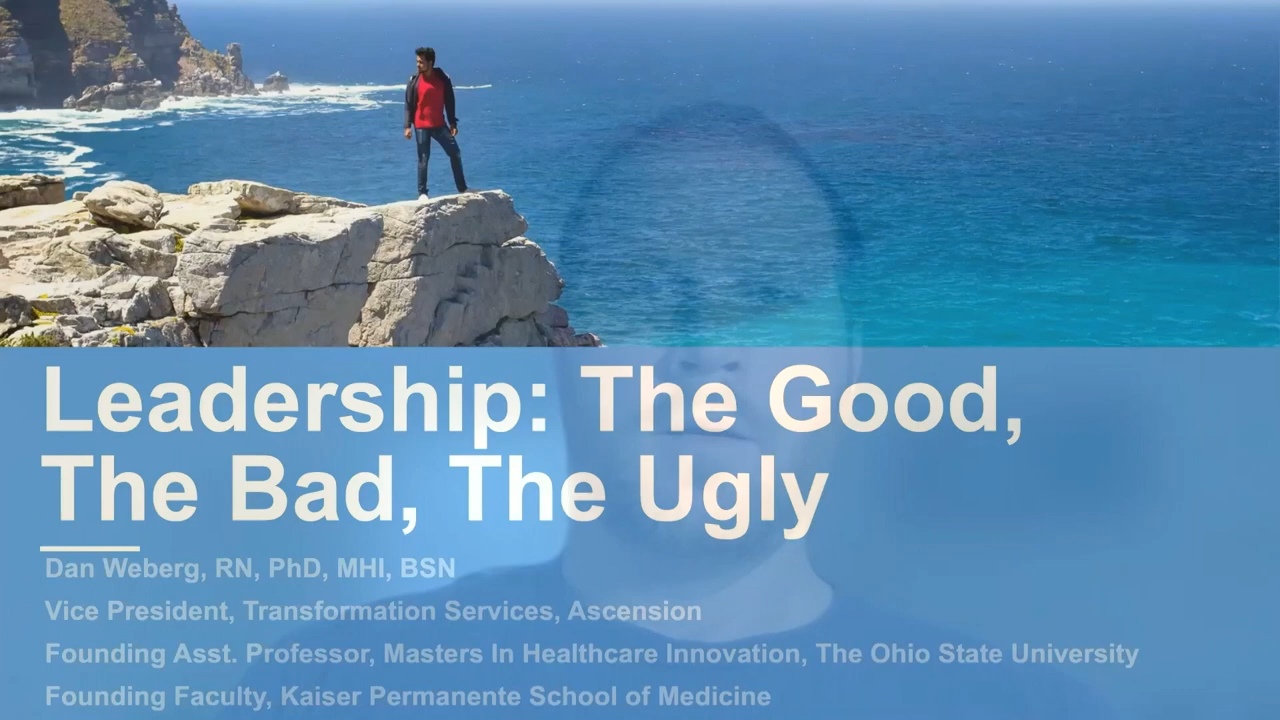 Leadership: The Good,
The Bad, The Ugly
Dan Weberg, RN, PhD, MHI, BSN
Vice President, Transformation Services, Ascension
Founding Asst. Professor, Masters In Healthcare Innovation, The Ohio State University
Founding Faculty, Kaiser Permanente School of Medicine